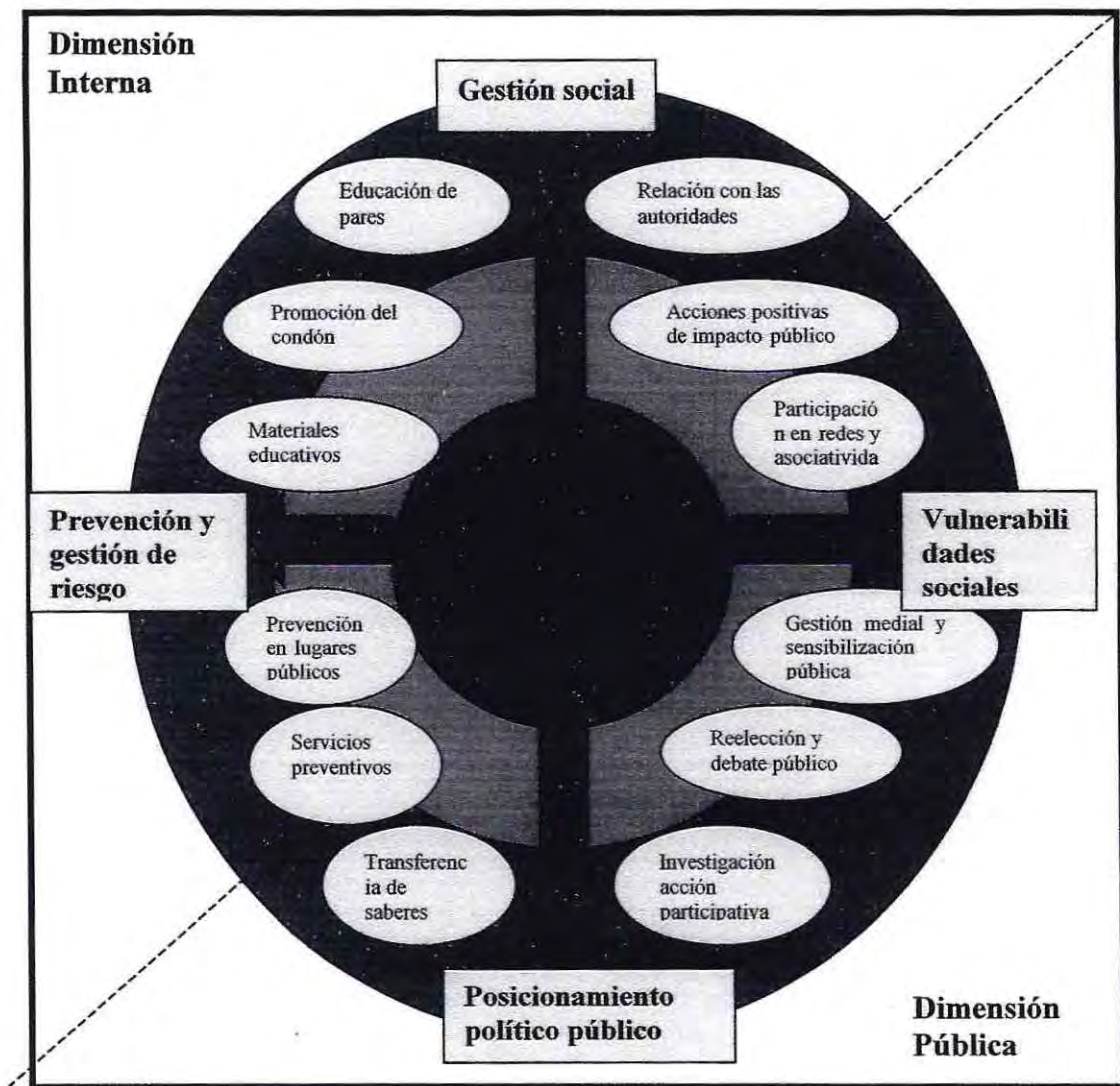 Dimensión
Interna
Gestión social
Educación de
pares
Relación con las
autoridades
Promoción del
condón
Acciones positivas
de impacto público
Materiales
educativos
Participació
n en redes y
asociativida
Prevención y
gestión de
riesgo
Vulnerabili
dades
sociales
Prevención
en lugares
públicos
Gestión medial y
sensibilización
pública
Servicios
preventivos
Reelección y
debate público
Transferenc
ia de
saberes
Investigación
acción
participativa
Posicionamiento
político público
Dimensión
Pública